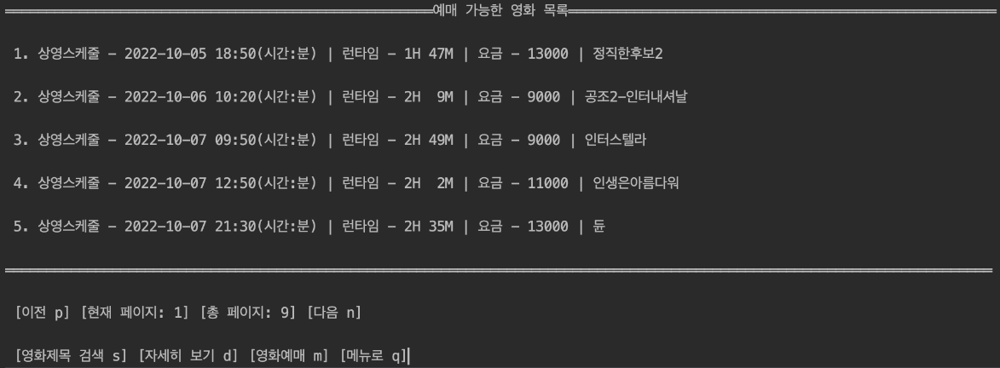 ════════════════════════예매 가능한 영화 목록════════════════════════
1. 상영스케줄 - 2022-10-05 18:50(시간:분) | 런타임 - 1H 47M | 요금 - 13000 | 정직한후보2
2. 상영스케줄 - 2022-10-06 10:20(시간:분) | 런타임 - 2H  9M | 요금 - 9000 | 공조2-인터내셔날
3. 상영스케줄 - 2022-10-07 09:50(시간:분) | 런타임 - 2H 49M | 요금 - 9000 | 인터스텔라
4. 상영스케줄 - 2022-10-07 12:50(시간:분) | 런타임 - 2H  2M | 요금 - 11000 | 인생은아름다워
5. 상영스케줄 - 2022-10-07 21:30(시간:분) | 런타임 - 2H 35M | 요금 - 13000 | 듄
[이전 p] [현재 페이지: 1] [총 페이지: 9] [다음 n]
[영화제목 검색 s] [자세히 보기 d] [영화예매 m] [메뉴로 q]